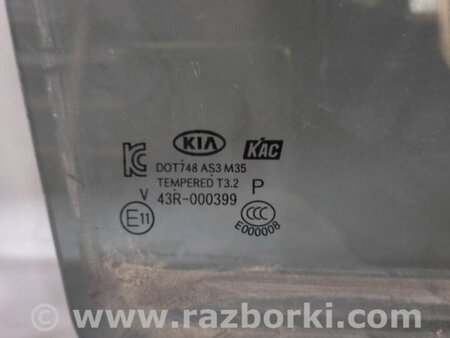 KIA KAC
DOT748 AS3 M35
TEMPERED T3.2
V 43R-000399 P
E11 CCC
E000008
www.razborki.com